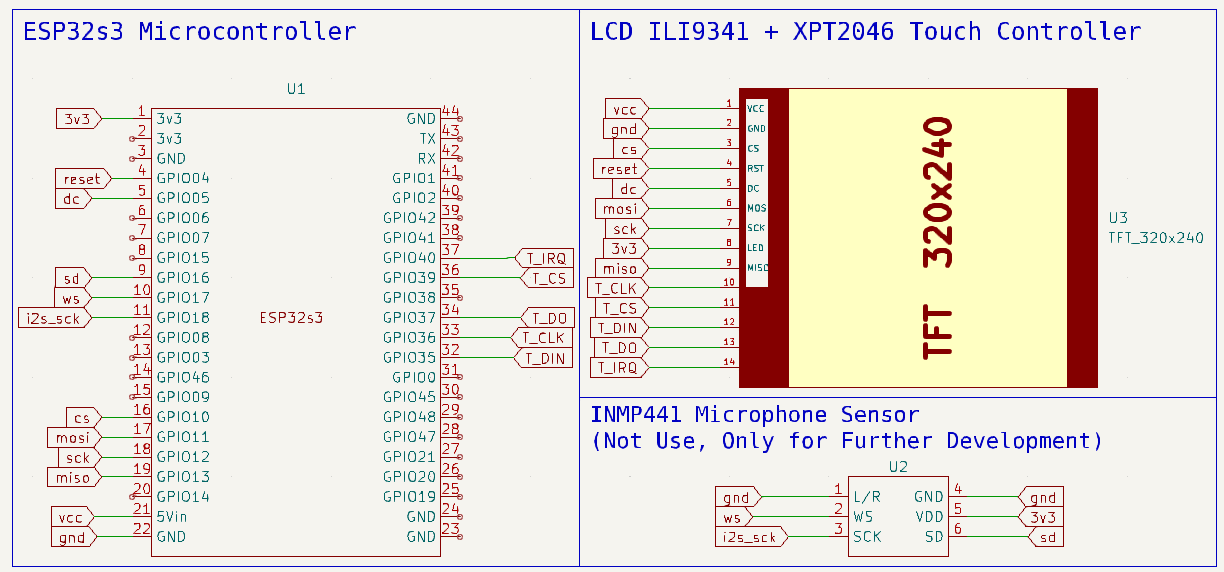 ESP32s3 Microcontroller
U1
3v3 1 3v3 GND 44
2 3v3 TX 43
3 GND RX 42
reset 4 GPIO04 GPIO1 41
dc 5 GPIO05 GPIO2 40
6 GPIO06 GPIO42 39
7 GPIO07 GPIO41 38
8 GPIO15 GPIO40 37 T_IRQ
sd 9 GPIO16 GPIO39 36 T_CS
ws 10 GPIO17 GPIO38 35
i2s_sck 11 GPIO18 ESP32s3 GPIO37 34 T_DO
12 GPIO08 GPIO36 33 T_CLK
13 GPIO03 GPIO35 32 T_DIN
14 GPIO46 GPIO0 31
15 GPIO09 GPIO45 30
cs 16 GPIO10 GPIO48 29
mosi 17 GPIO11 GPIO47 28
sck 18 GPIO12 GPIO21 27
miso 19 GPIO13 GPIO20 26
20 GPIO14 GPIO19 25
vcc 21 5Vin GND 24
gnd 22 GND GND 23
LCD ILI9341 + XPT2046 Touch Controller
vcc 1 VCC
gnd 2 GND
cs 3 CS
reset 4 RST
dc 5 DC
mosi 6 MOS
sck 7 SCK
3v3 8 LED
miso 9 MISO
T_CLK 10
T_CS 11
T_DIN 12
T_DO 13
T_IRQ 14
TFT 320x240
U3
TFT_320x240
INMP441 Microphone Sensor
(Not Use, Only for Further Development)
U2
gnd 1 L/R GND 4 gnd
ws 2 WS VDD 5 3v3
i2s_sck 3 SCK SD 6 sd